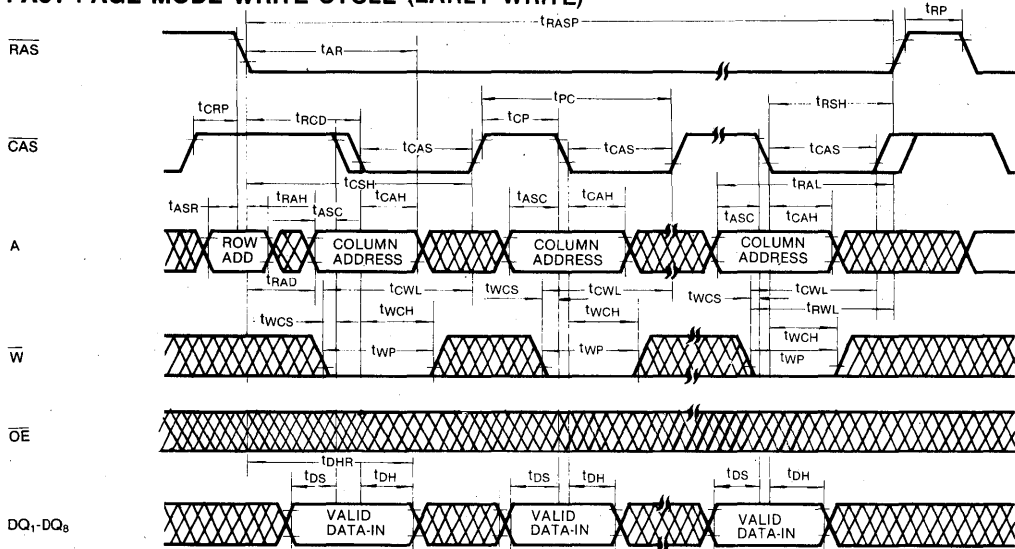 FAST PAGE MODE WRITE CYCLE (EARLY WRITE)
tRASP
tRP
RAS
tAR
tCRP
tRCD
tPC
tCP
tRSH
CAS
tCAS
tCAS
tCAS
tCSH
tRAL
tASR
tRAH
tASC
tCAH
tASC
tCAH
tASC
tCAH
A
ROW ADD
COLUMN ADDRESS
COLUMN ADDRESS
COLUMN ADDRESS
tRAD
tCWL
tWCS
tCWL
tWCS
tCWL
tRWL
tWCS
tWCH
tWCH
tWCH
W
tWP
tWP
tWP
OE
tDHR
tDS
tDH
tDS
tDH
tDS
tDH
DQ1-DQ8
VALID DATA-IN
VALID DATA-IN
VALID DATA-IN